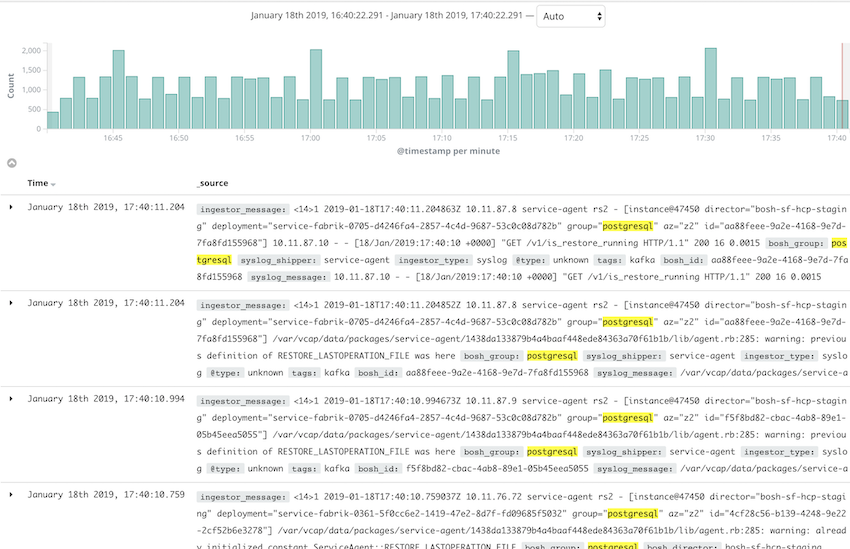 January 18th 2019, 16:40:22.291 - January 18th 2019, 17:40:22.291 — Auto
2,000
1,500
1,000
500
0
Count
16:45 16:50 16:55 17:00 17:05 17:10 17:15 17:20 17:25 17:30 17:35 17:40
@timestamp per minute
Time _source
January 18th 2019, 17:40:11.204 ingestor_message: <14>1 2019-01-18T17:40:11.204863Z 10.11.87.8 service-agent rs2 - [instance@47450 director="bosh-sf-hcp-stagin
g" deployment="service-fabrik-0705-d4246fa4-2857-4c4d-9687-53c0c08d782b" group="postgresql" az="z2" id="aa88feee-9a2e-4168-9e7d-
7fa8fd155968"] 10.11.87.10 - - [18/Jan/2019:17:40:10 +0000] "GET /v1/is_restore_running HTTP/1.1" 200 16 0.0015 bosh_group: pos
tgresql syslog_shipper: service-agent ingestor_type: syslog @type: unknown tags: kafka bosh_id: aa88feee-9a2e-4168-9e7d-7fa
8fd155968 syslog_message: 10.11.87.10 - - [18/Jan/2019:17:40:10 +0000] "GET /v1/is_restore_running HTTP/1.1" 200 16 0.0015
January 18th 2019, 17:40:11.204 ingestor_message: <14>1 2019-01-18T17:40:11.204852Z 10.11.87.8 service-agent rs2 - [instance@47450 director="bosh-sf-hcp-stagin
g" deployment="service-fabrik-0705-d4246fa4-2857-4c4d-9687-53c0c08d782b" group="postgresql" az="z2" id="aa88feee-9a2e-4168-9e7d-
7fa8fd155968"] /var/vcap/data/packages/service-agent/1438da133879b4a4baaf448ede84363a70f61b1b/lib/agent.rb:285: warning: previou
s definition of RESTORE_LASTOPERATION_FILE was here bosh_group: postgresql syslog_shipper: service-agent ingestor_type: syslo
g @type: unknown tags: kafka bosh_id: aa88feee-9a2e-4168-9e7d-7fa8fd155968 syslog_message: /var/vcap/data/packages/service-a
January 18th 2019, 17:40:10.994 ingestor_message: <14>1 2019-01-18T17:40:10.994673Z 10.11.87.9 service-agent rs2 - [instance@47450 director="bosh-sf-hcp-stagin
g" deployment="service-fabrik-0705-d4246fa4-2857-4c4d-9687-53c0c08d782b" group="postgresql" az="z2" id="f5f8bd82-cbac-4ab8-89e1-
05b45eea5055"] /var/vcap/data/packages/service-agent/1438da133879b4a4baaf448ede84363a70f61b1b/lib/agent.rb:285: warning: previou
s definition of RESTORE_LASTOPERATION_FILE was here bosh_group: postgresql syslog_shipper: service-agent ingestor_type: syslo
g @type: unknown tags: kafka bosh_id: f5f8bd82-cbac-4ab8-89e1-05b45eea5055 syslog_message: /var/vcap/data/packages/service-a
January 18th 2019, 17:40:10.759 ingestor_message: <14>1 2019-01-18T17:40:10.759037Z 10.11.76.72 service-agent rs2 - [instance@47450 director="bosh-sf-hcp-stag
ing" deployment="service-fabrik-0361-5f0cc6e2-1419-47e2-8d7f-fd09685f5032" group="postgresql" az="z2" id="4cf28c56-b139-4248-9e22
-2cf52b6e3278"] /var/vcap/data/packages/service-agent/1438da133879b4a4baaf448ede84363a70f61b1b/lib/agent.rb:285: warning: alread
y initialized constant ServiceAgent::RESTORE_LASTOPERATION_FILE bosh_group: postgresql bosh_director: bosh-sf-hcp-staging